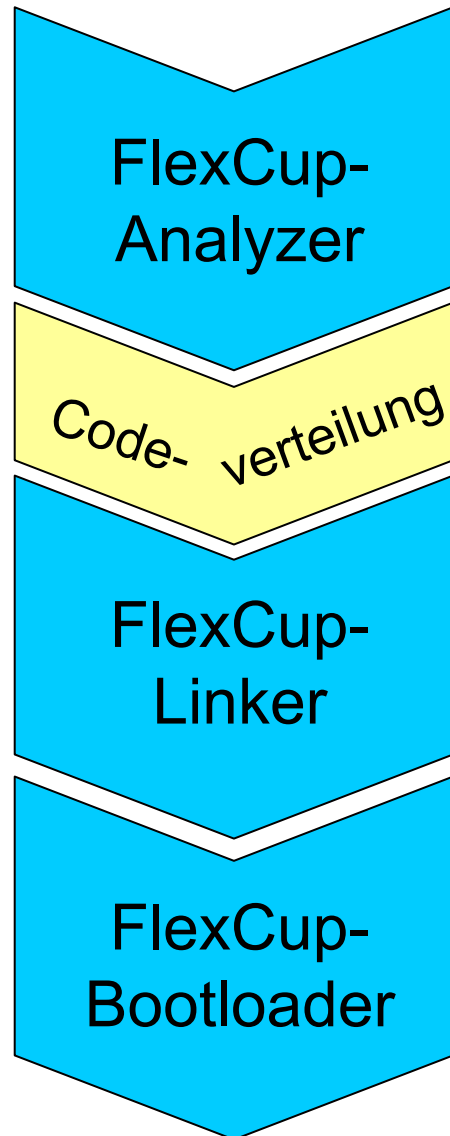 FlexCup-
Analyzer
Code- verteilung
FlexCup-
Linker
FlexCup-
Bootloader